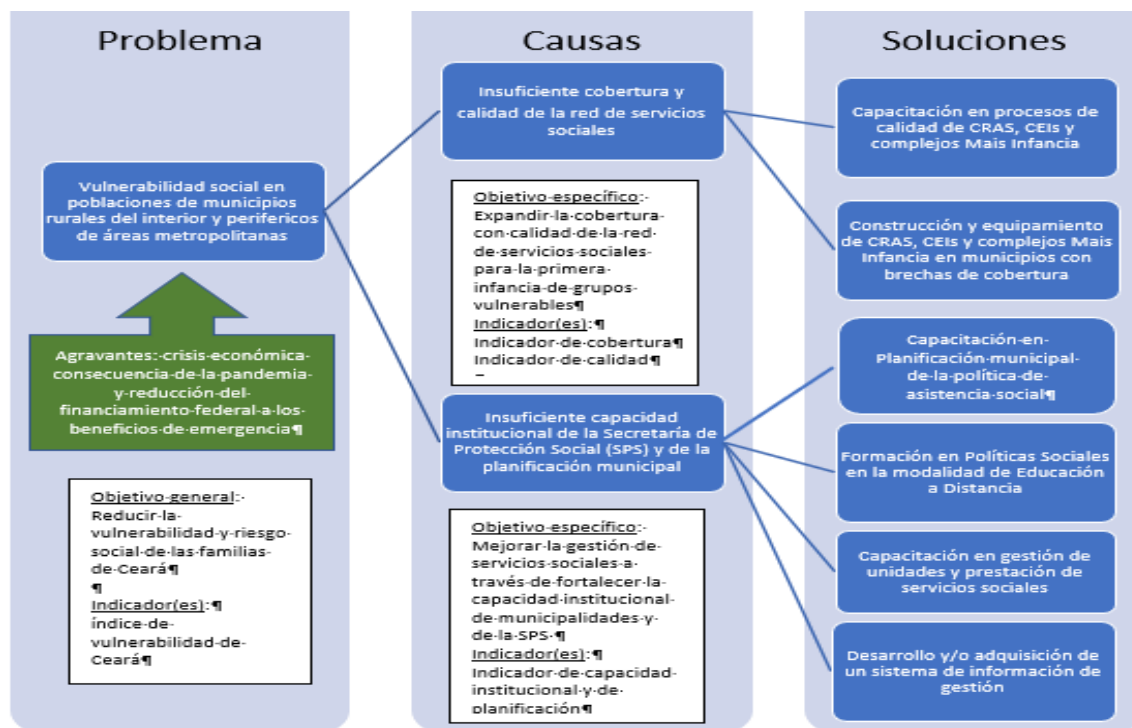 Problema
Vulnerabilidad social en
poblaciones de municipios
rurales del interior y perifericos
de áreas metropolitanas
Agravantes:·crisis·económica·
consecuencia·de·la·pandemia·
y·reducción·del·
financiamiento·federal·a·los·
beneficios·de·emergencia¶
Objetivo·general:·
Reducir·la·
vulnerabilidad·y·riesgo·
social·de·las·familias·
de·Ceará¶
¶
Indicador(es):¶
índice·de·
vulnerabilidad·de·
Ceará¶
Causas
Insuficiente cobertura y
calidad de la red de servicios
sociales
Objetivo·específico:·
Expandir·la·cobertura·
con·calidad·de·la·red·
de·servicios·sociales·
para·la·primera·
infancia·de·grupos·
vulnerables¶
Indicador(es):¶
Indicador·de·cobertura¶
Indicador·de·calidad¶
Insuficiente capacidad
institucional de la Secretaría de
Protección Social (SPS) y de la
planificación municipal
Objetivo·específico:·
Mejorar·la·gestión·de·
servicios·sociales·a·
través·de·fortalecer·la·
capacidad·institucional·
de·municipalidades·y·
de·la·SPS·¶
Indicador(es):¶
Indicador·de·capacidad·
institucional·y·de·
planificación¶
Soluciones
Capacitación en procesos de
calidad de CRAS, CEIs y
complejos Mais Infancia
Construcción y equipamiento
de CRAS, CEIs y complejos Mais
Infancia en municipios con
brechas de cobertura
Capacitación·en·
Planificación·municipal·
de·la·política·de·
asistencia·social¶
Formación en Políticas Sociales
en la modalidad de Educación
a Distancia
Capacitación en gestión de
unidades y prestación de
servicios sociales
Desarrollo y/o adquisición de
un sistema de información de
gestión